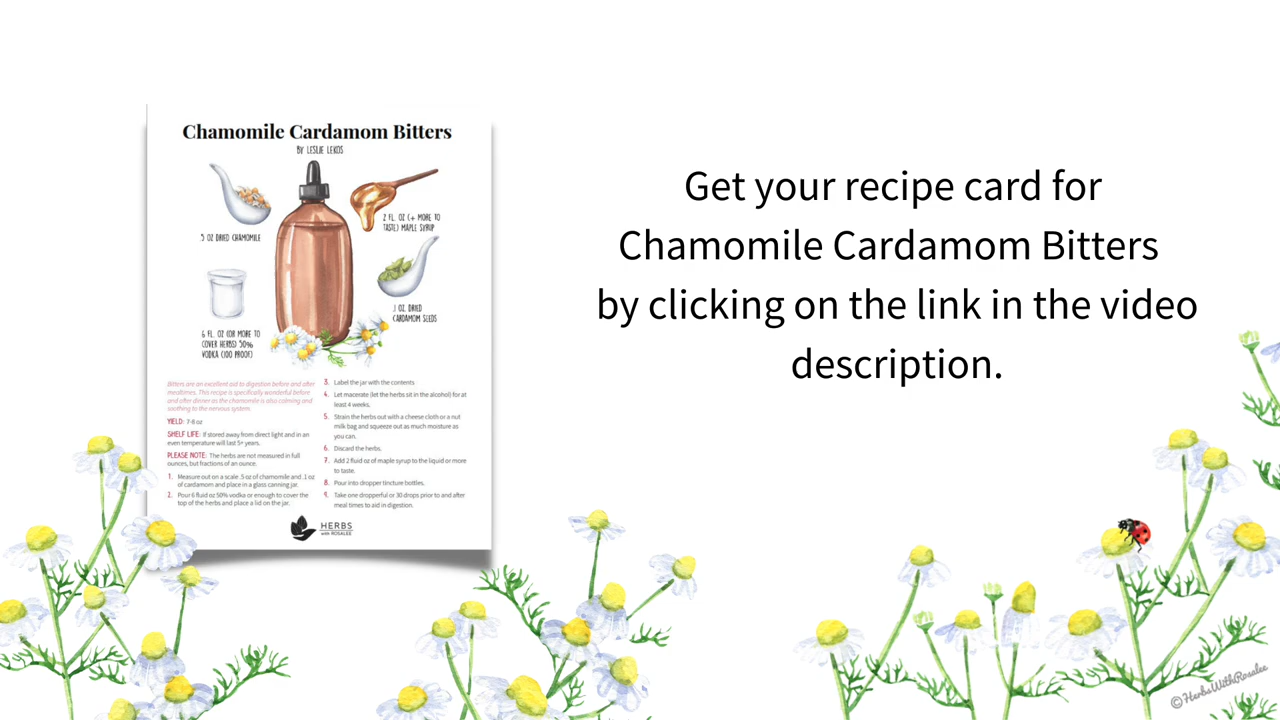 Chamomile Cardamom Bitters
BY LESLIE LEKOS
.5 OZ DRIED CHAMOMILE
2 FL. OZ (+ MORE TO
TASTE) MAPLE SYRUP
6 FL. OZ (OR MORE TO
COVER HERBS) 50%
VODKA (100 PROOF)
.1 OZ. DRIED
CARDAMOM SEEDS
Bitters are an excellent aid to digestion before and after
mealtimes. This recipe is specifically wonderful before
and after dinner as the chamomile is also calming and
soothing to the nervous system.
YIELD: 7-8 oz
SHELF LIFE: If stored away from direct light and in an
even temperature will last 5+ years.
PLEASE NOTE: The herbs are not measured in full
ounces, but fractions of an ounce.
1. Measure out on a scale .5 oz of chamomile and .1 oz
of cardamom and place in a glass canning jar.
2. Pour 6 fluid oz 50% vodka or enough to cover the
top of the herbs and place a lid on the jar.
3. Label the jar with the contents
4. Let macerate (let the herbs sit in the alcohol) for at
least 4 weeks.
5. Strain the herbs out with a cheese cloth or a nut
milk bag and squeeze out as much moisture as
you can.
6. Discard the herbs.
7. Add 2 fluid oz of maple syrup to the liquid or more
to taste.
8. Pour into dropper tincture bottles.
9. Take one dropperful or 30 drops prior to and after
meal times to aid in digestion.
HERBS
with ROSALEE
Get your recipe card for
Chamomile Cardamom Bitters
by clicking on the link in the video
description.
©HerbsWithRosalee